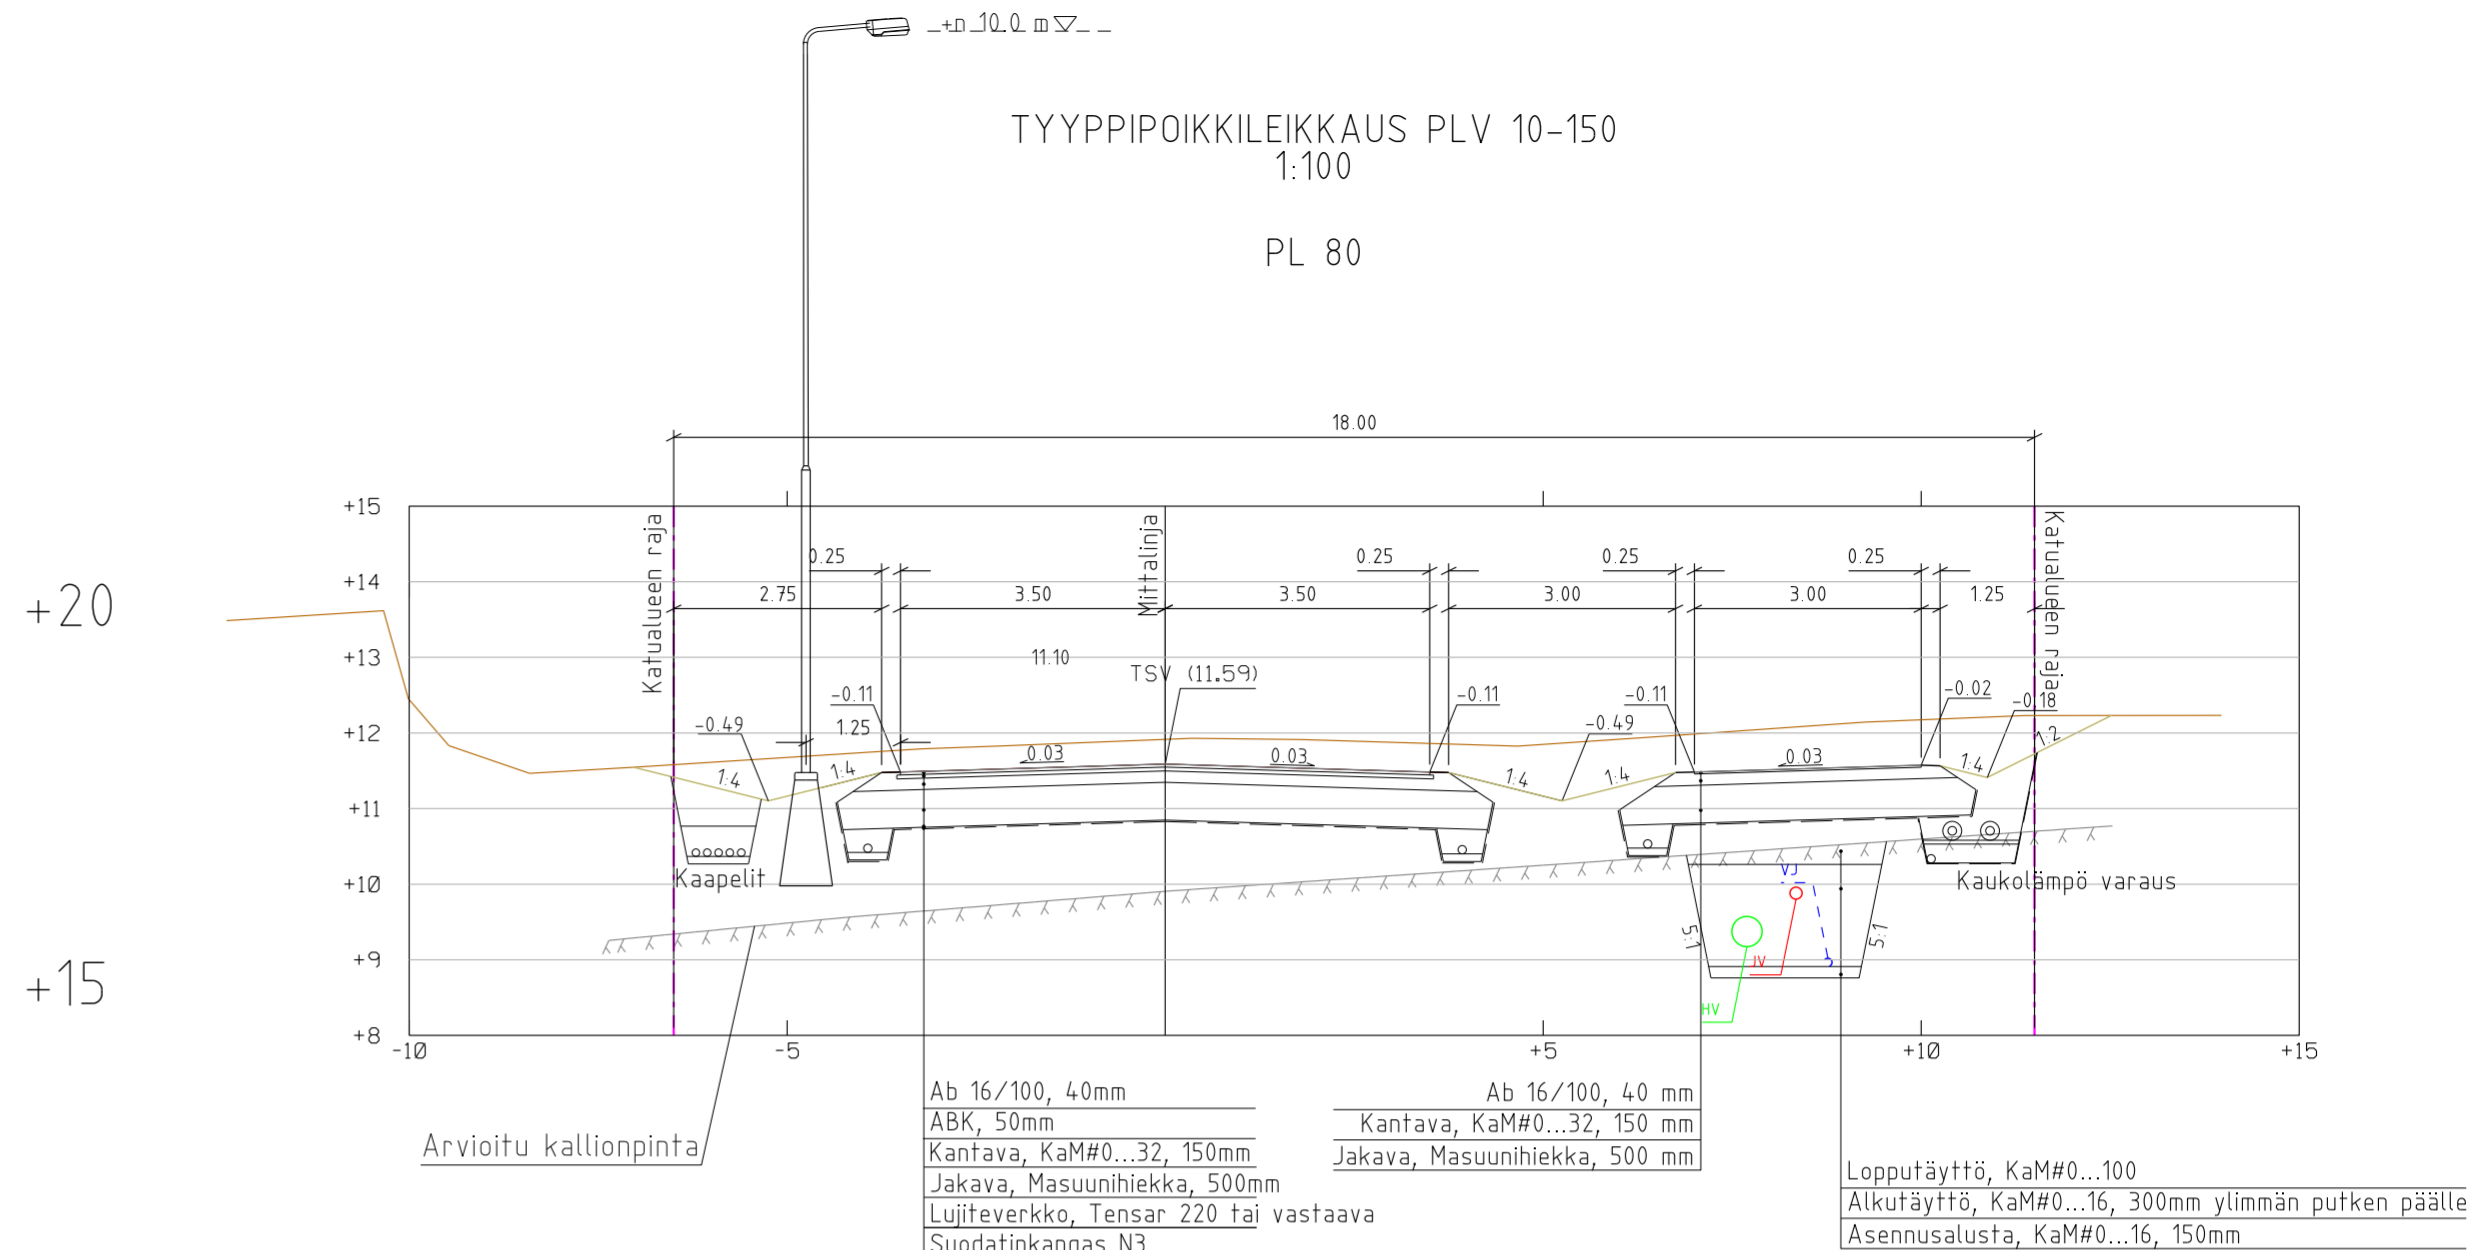 +n 10.0 m
TYYPPIPOIKKILEIKKAUS PLV 10-150
1:100
PL 80
18.00
+15
+14
+13
+12
+11
+10
+9
+8
+20
+15
Katualueen raja
Mittalinja
Katualueen raja
0.25
0.25
0.25
0.25
2.75
3.50
3.50
3.00
3.00
1.25
11.10
TSV (11.59)
-0.49
-0.11
1.25
-0.11
-0.49
-0.11
-0.02
-0.18
1:4
1:4
0.03
0.03
1:4
1:4
0.03
1:4
1:2
Kaapelit
Kaukolämpö varaus
VJ
JV
HV
5:1
5:1
-10
-5
+5
+10
+15
Arvioitu kallionpinta
Ab 16/100, 40mm
ABK, 50mm
Kantava, KaM#0...32, 150mm
Jakava, Masuunihiekka, 500mm
Lujiteverkko, Tensar 220 tai vastaava
Suodatinkangas N3
Ab 16/100, 40 mm
Kantava, KaM#0...32, 150 mm
Jakava, Masuunihiekka, 500 mm
Lopputäyttö, KaM#0...100
Alkutäyttö, KaM#0...16, 300mm ylimmän putken päälle
Asennusalusta, KaM#0...16, 150mm